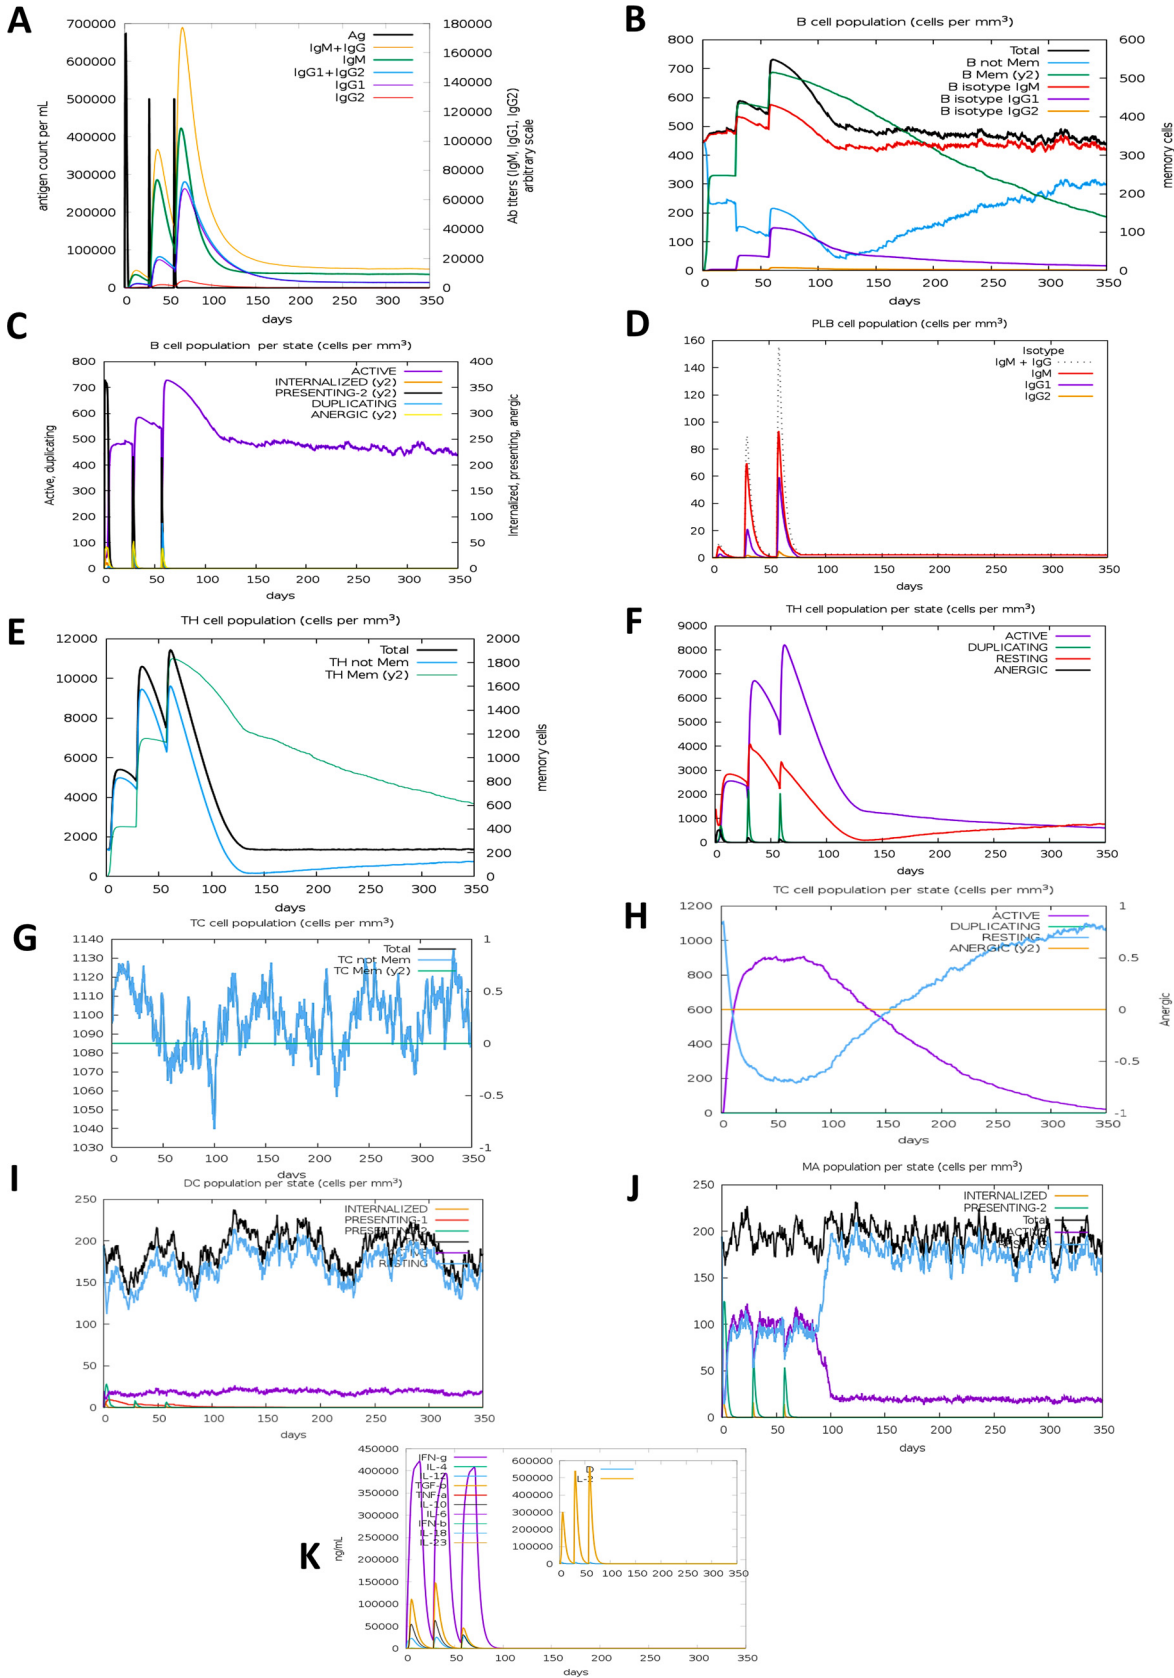 A
Ag
IgM+IgG
IgM
IgG1+IgG2
IgG1
IgG2
antigen count per mL
Ab titers (IgM, IgG1, IgG2)
arbitrary scale
700000
600000
500000
400000
300000
200000
100000
0
180000
160000
140000
120000
100000
80000
60000
40000
20000
0
0 50 100 150 200 250 300 350
days
B
B cell population (cells per mm³)
Total
B not Mem
B Mem (y2)
B isotype IgM
B isotype IgG1
B isotype IgG2
memory cells
800
700
600
500
400
300
200
100
0
600
500
400
300
200
100
0
0 50 100 150 200 250 300 350
days
C
B cell population per state (cells per mm³)
ACTIVE
INTERNALIZED (y2)
PRESENTING-2 (y2)
DUPLICATING
ANERGIC (y2)
Active, duplicating
Internalized, presenting, anergic
800
700
600
500
400
300
200
100
0
400
350
300
250
200
150
100
50
0
0 50 100 150 200 250 300 350
days
D
PLB cell population (cells per mm³)
Isotype
IgM + IgG
IgM
IgG1
IgG2
160
140
120
100
80
60
40
20
0
0 50 100 150 200 250 300 350
days
E
TH cell population (cells per mm³)
Total
TH not Mem
TH Mem (y2)
memory cells
12000
10000
8000
6000
4000
2000
0
2000
1800
1600
1400
1200
1000
800
600
400
200
0
0 50 100 150 200 250 300 350
days
F
TH cell population per state (cells per mm³)
ACTIVE
DUPLICATING
RESTING
ANERGIC
9000
8000
7000
6000
5000
4000
3000
2000
1000
0
0 50 100 150 200 250 300 350
days
G
TC cell population (cells per mm³)
Total
TC not Mem
TC Mem (y2)
1140
1130
1120
1110
1100
1090
1080
1070
1060
1050
1040
1030
1
0.5
0
-0.5
-1
0 50 100 150 200 250 300 350
days
H
TC cell population per state (cells per mm³)
ACTIVE
DUPLICATING
RESTING
ANERGIC (y2)
Anergic
1200
1000
800
600
400
200
0
1
0.5
0
-0.5
-1
0 50 100 150 200 250 300 350
days
I
DC population per state (cells per mm³)
INTERNALIZED
PRESENTING-1
PRESENTING-2
RESTING
250
200
150
100
50
0
0 50 100 150 200 250 300 350
days
J
MA population per state (cells per mm³)
INTERNALIZED
PRESENTING-2
Total
ACTIVE
250
200
150
100
50
0
0 50 100 150 200 250 300 350
days
K
IFN-g
IL-4
IL-12
TGF-b
TNF-a
IL-10
IL-6
IFN-b
IL-18
IL-23
ng/mL
450000
400000
350000
300000
250000
200000
150000
100000
50000
0
0 50 100 150 200 250 300 350
days
D
IL-2
600000
500000
400000
300000
200000
100000
0
0 50 100 150 200 250 300 350